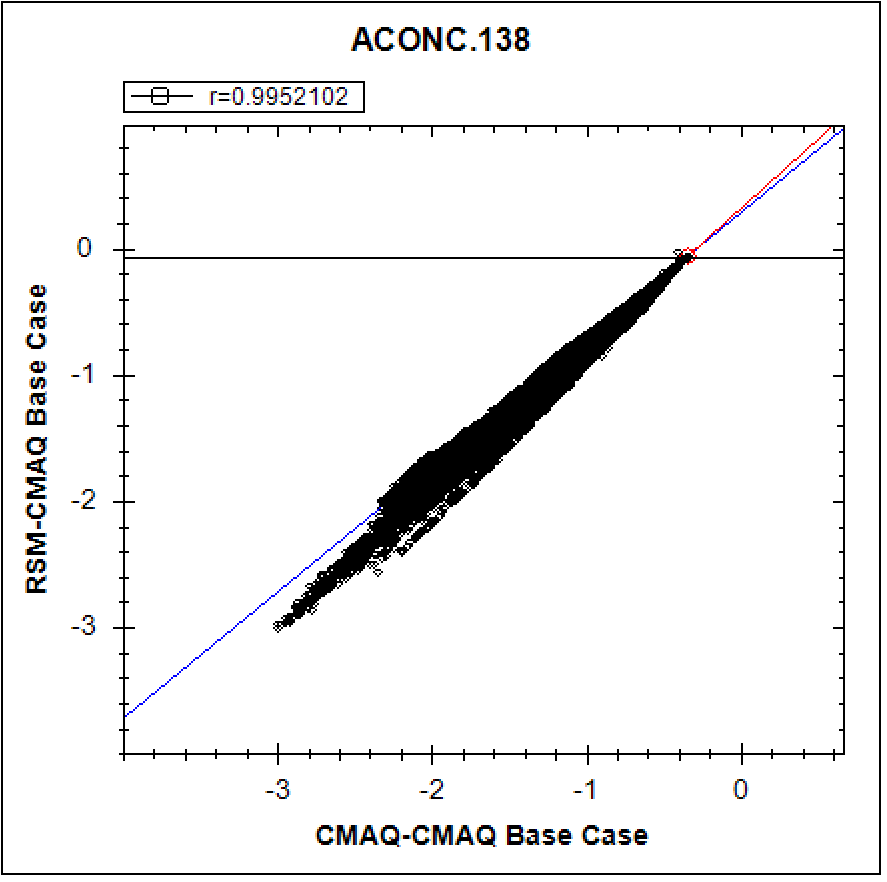 ACONC.138
r=0.9952102
0
-1
-2
-3
RSM-CMAQ Base Case
-3 -2 -1 0
CMAQ-CMAQ Base Case